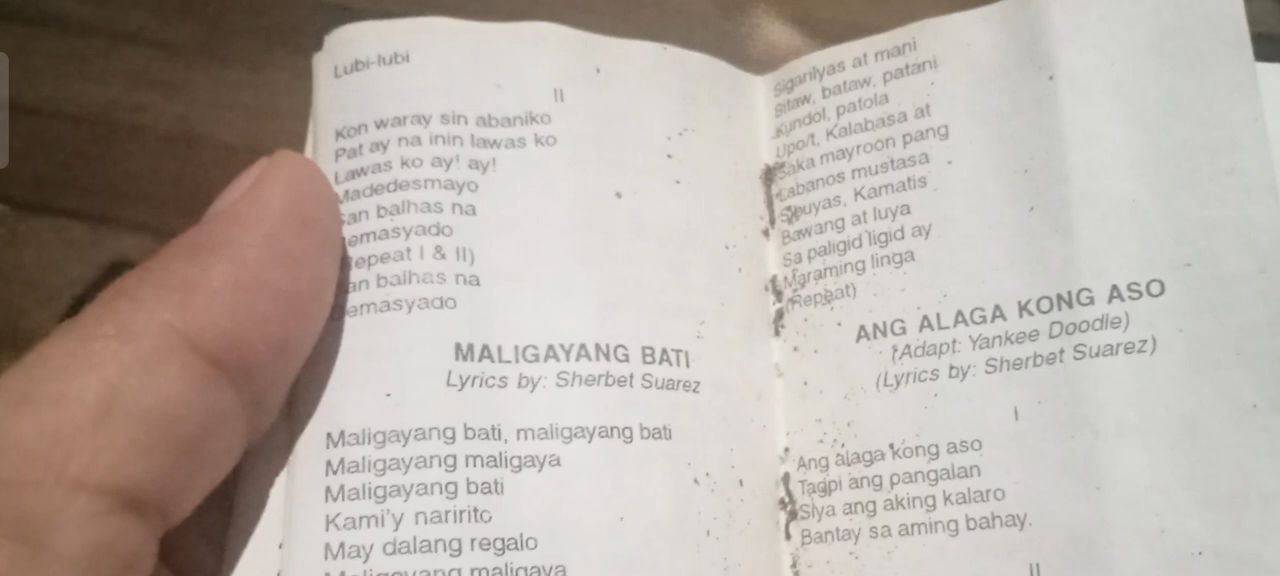 Lubi-lubi
II
Kon waray sin abaniko
Pat ay na inin lawas ko
Lawas ko ay! ay!
Madedesmayo
balhas na
emasyado
epeat I & II)
an balhas na
emasyado
MALIGAYANG BATI
Lyrics by: Sherbet Suarez
Maligayang bati, maligayang bati
Maligayang maligaya
Maligayang bati
Kami'y naririto
May dalang regalo
Maligayang maligaya
Sigarilyas at mani
Sitaw, bataw, patani
Kundol, patola
Upo/t, Kalabasa at
Saka mayroon pang
Labanos mustasa
Sibuyas, Kamatis
Bawang at luya
Sa paligid ligid ay
Maraming linga
(Repeat)
ANG ALAGA KONG ASO
(Adapt: Yankee Doodle)
(Lyrics by: Sherbet Suarez)
I
Ang alaga kong aso
Tagpi ang pangalan
Siya ang aking kalaro
Bantay sa aming bahay.
II